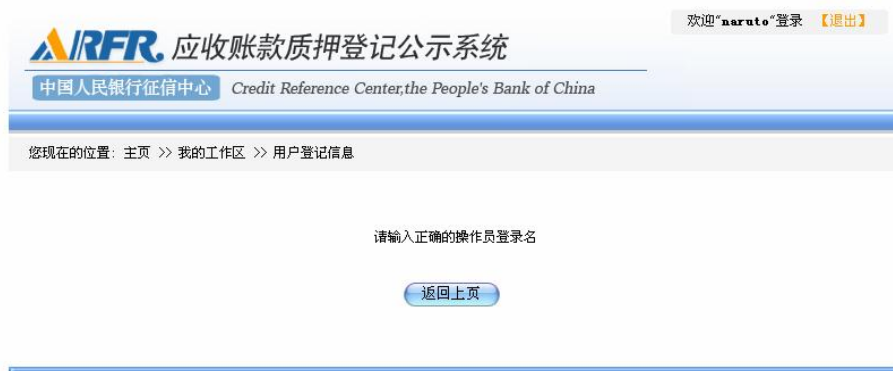 欢迎"naruto"登录 【退出】
ARFR 应收账款质押登记公示系统
中国人民银行征信中心 Credit Reference Center,the People's Bank of China
您现在的位置：主页 >> 我的工作区 >> 用户登记信息
请输入正确的操作员登录名
返回上页